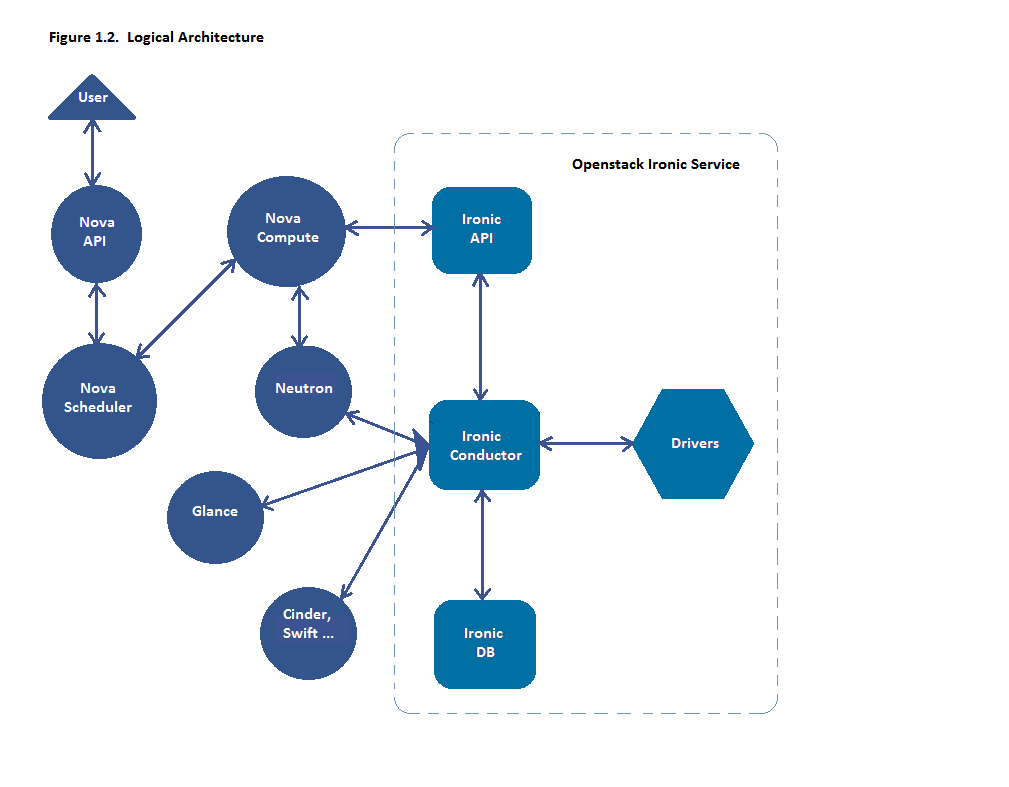 Figure 1.2.  Logical Architecture
User
Openstack Ironic Service
Nova
API
Nova
Compute
Ironic
API
Nova
Scheduler
Neutron
Ironic
Conductor
Drivers
Glance
Cinder,
Swift ...
Ironic
DB